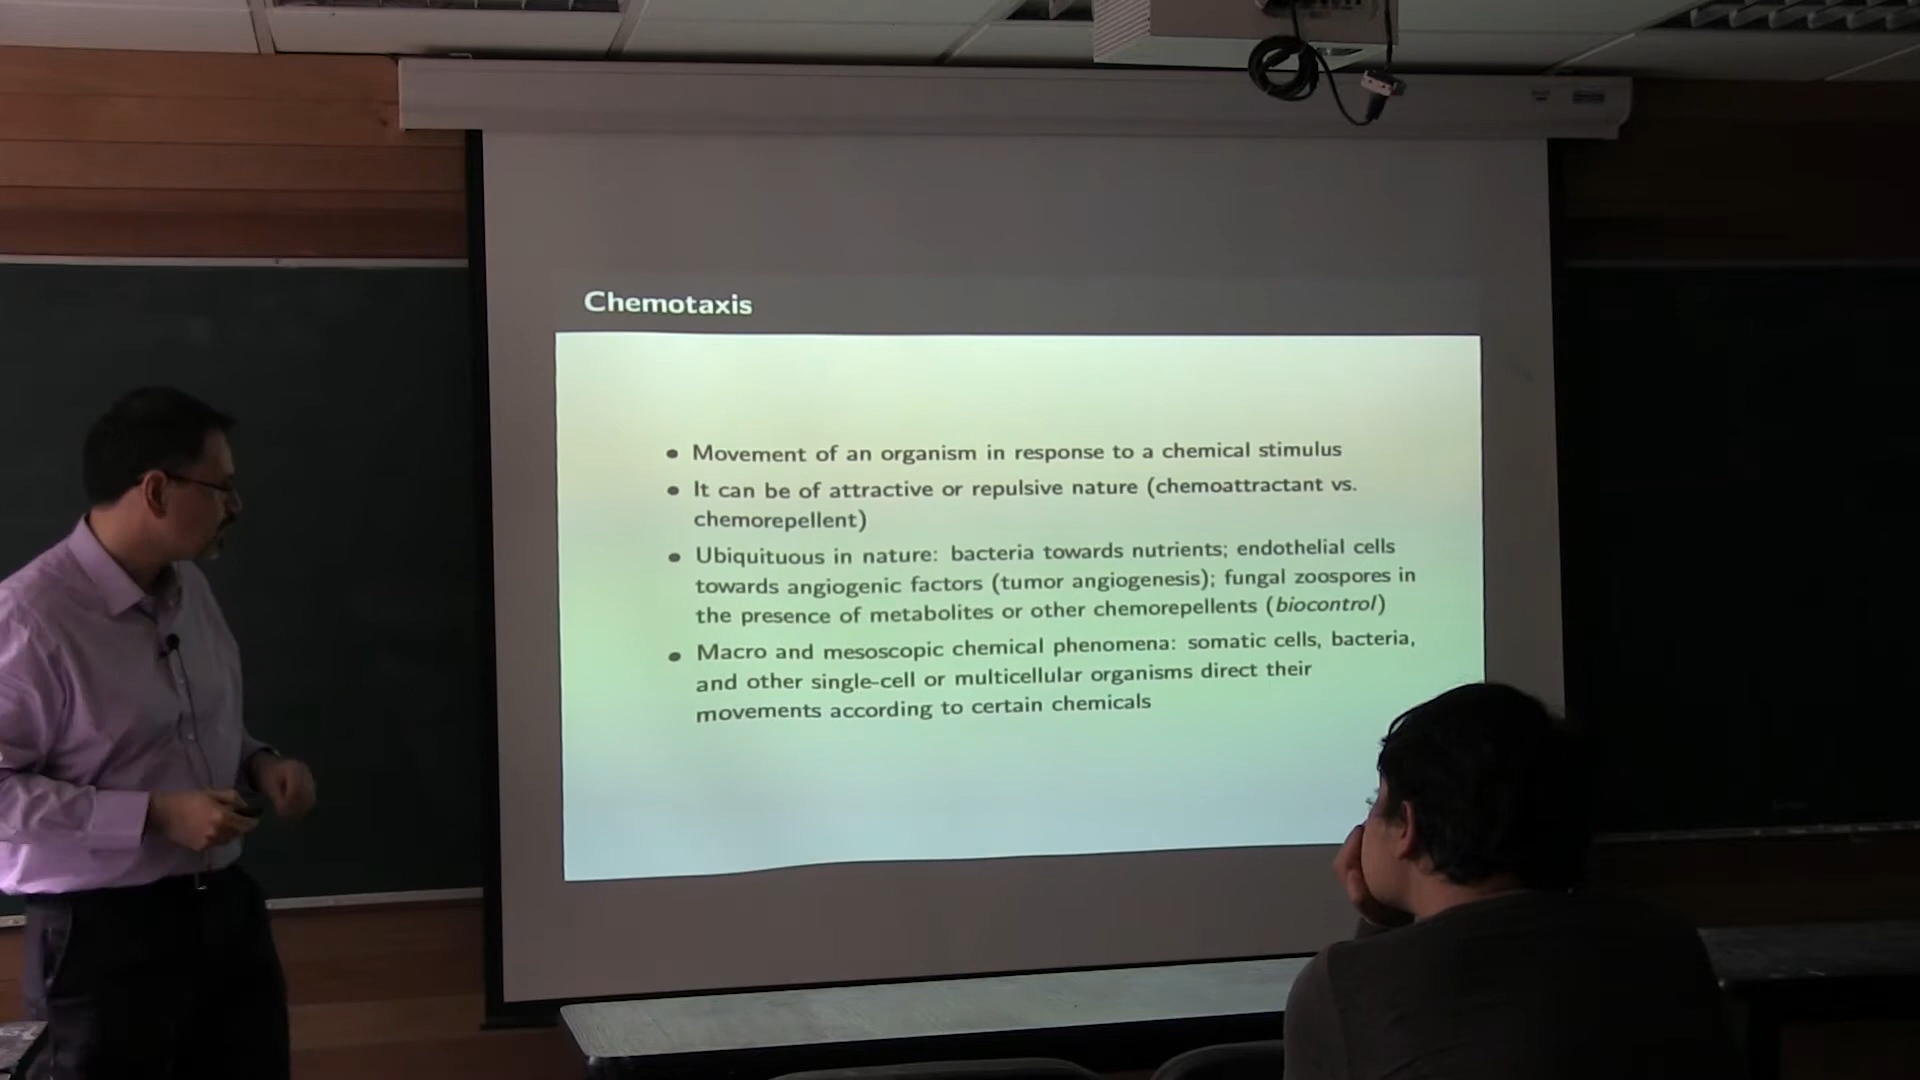 Chemotaxis
• Movement of an organism in response to a chemical stimulus
• It can be of attractive or repulsive nature (chemoattractant vs.
chemorepellent)
• Ubiquituous in nature: bacteria towards nutrients; endothelial cells
towards angiogenic factors (tumor angiogenesis); fungal zoospores in
the presence of metabolites or other chemorepellents (biocontrol)
• Macro and mesoscopic chemical phenomena: somatic cells, bacteria,
and other single-cell or multicellular organisms direct their
movements according to certain chemicals